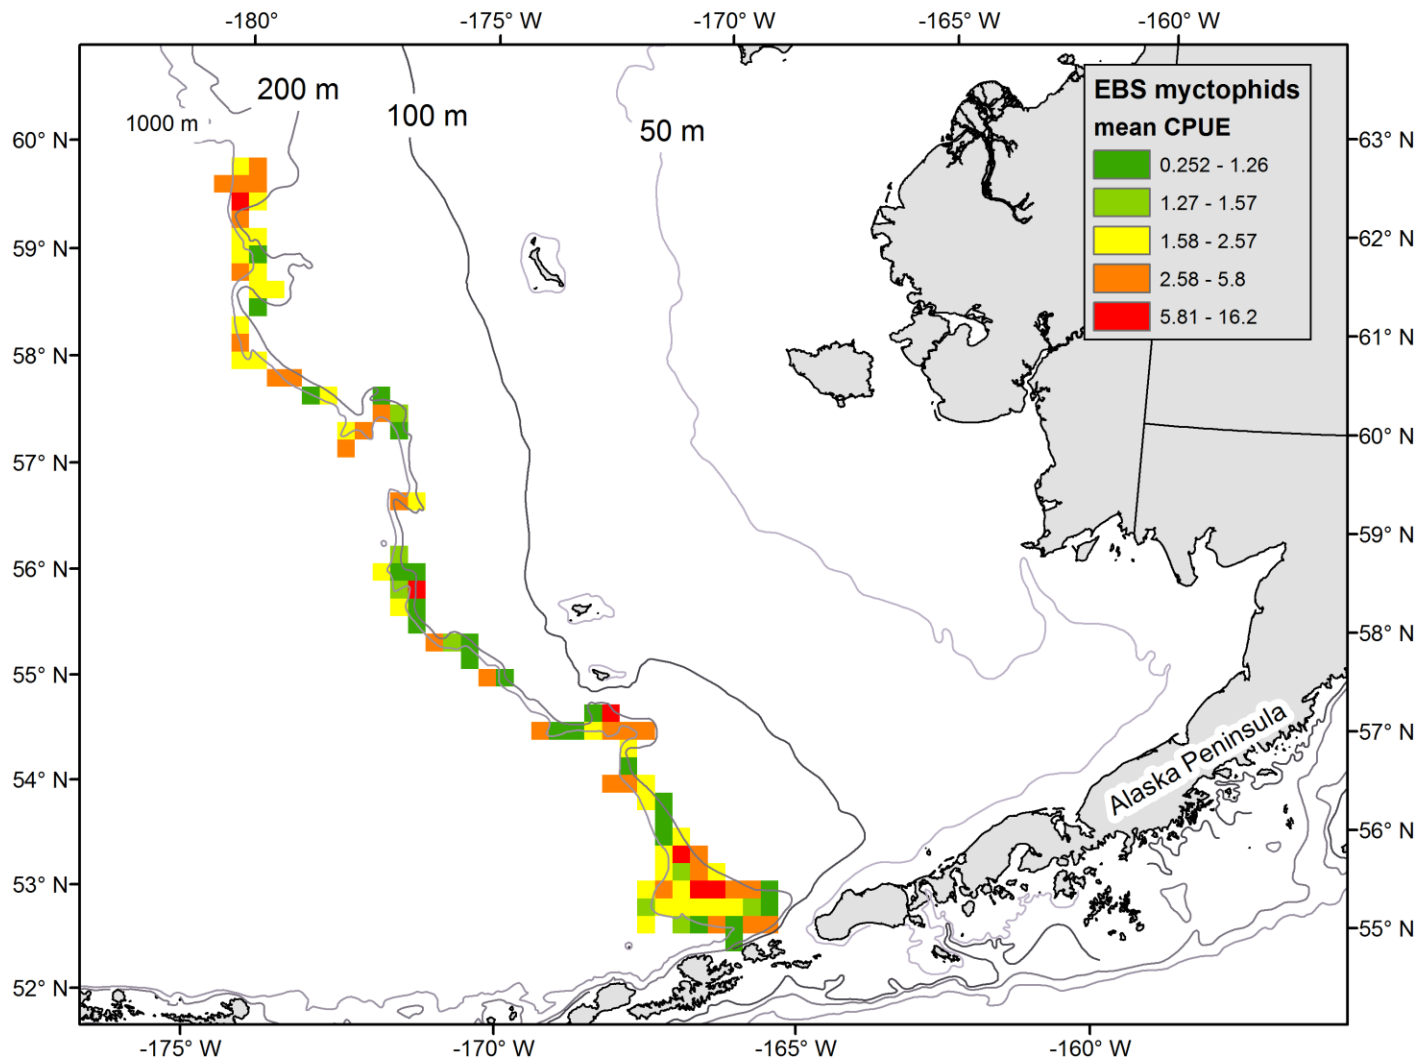 -180°
-175° W
-170° W
-165° W
-160° W
200 m
1000 m
100 m
50 m
EBS myctophids
mean CPUE
0.252 - 1.26
1.27 - 1.57
1.58 - 2.57
2.58 - 5.8
5.81 - 16.2
60° N
59° N
58° N
57° N
56° N
55° N
54° N
53° N
52° N
63° N
62° N
61° N
60° N
59° N
58° N
57° N
56° N
55° N
Alaska Peninsula
-175° W
-170° W
-165° W
-160° W